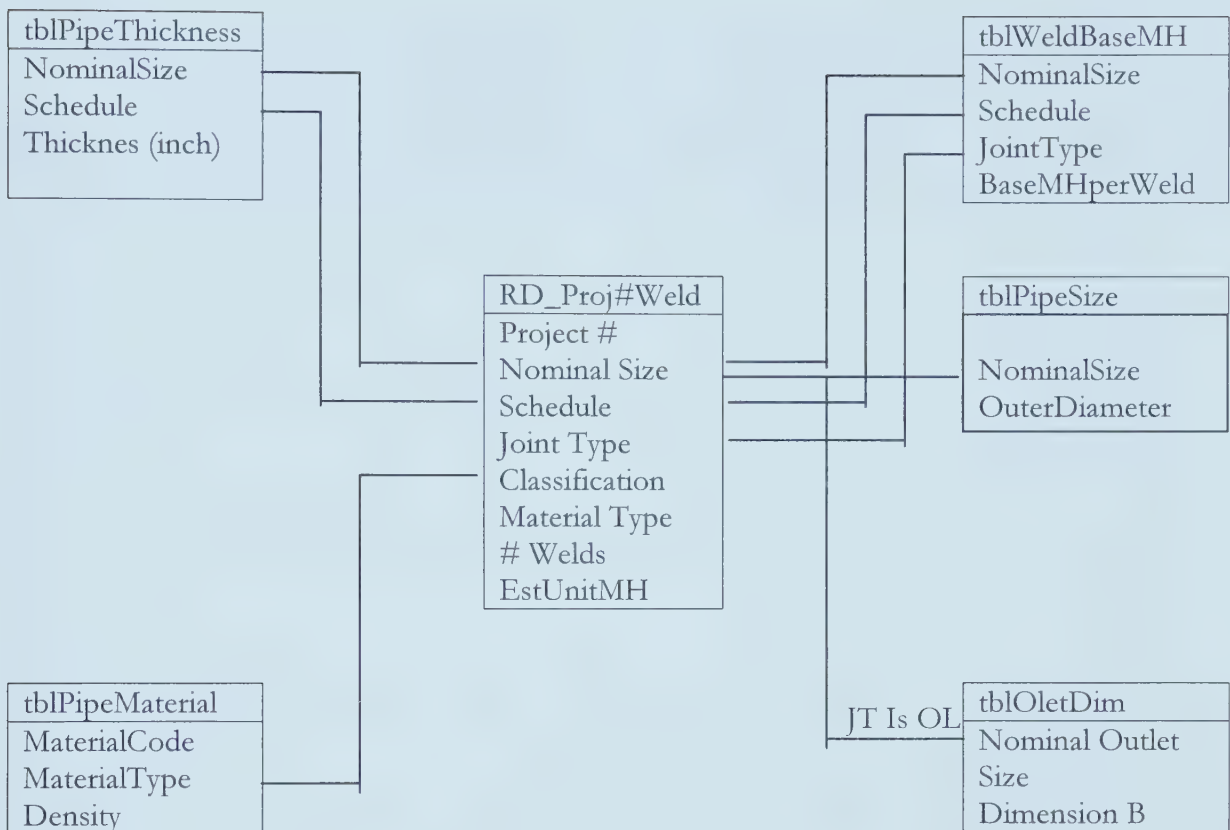 tblPipeThickness
NominalSize
Schedule
Thicknes (inch)
tblWeldBaseMH
NominalSize
Schedule
JointType
BaseMHperWeld
RD_Proj#Weld
Project #
Nominal Size
Schedule
Joint Type
Classification
Material Type
# Welds
EstUnitMH
tblPipeSize
NominalSize
OuterDiameter
tblPipeMaterial
MaterialCode
MaterialType
Density
JT Is OL
tblOletDim
Nominal Outlet
Size
Dimension B